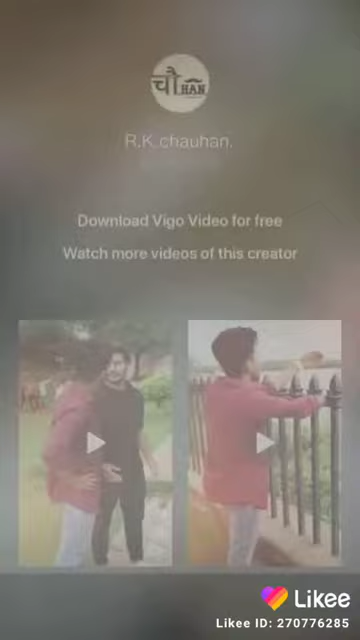 चौHAN
R.K.chauhan.
Download Vigo Video for free
Watch more videos of this creator
Likee
Likee ID: 270776285